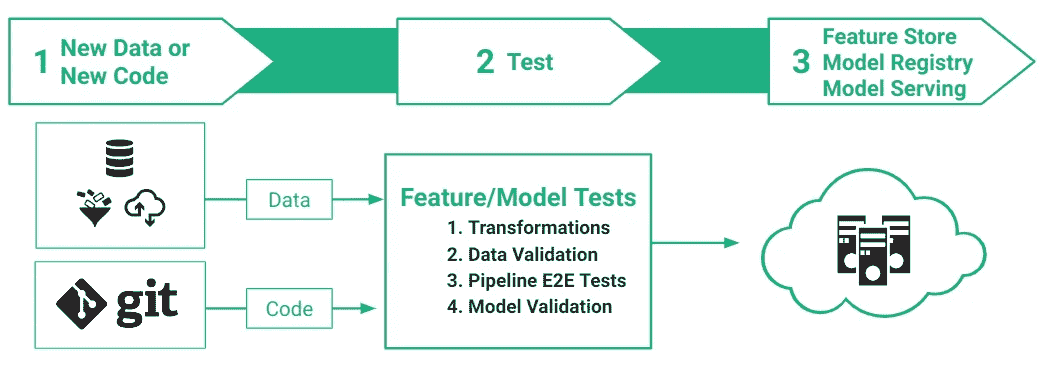 1 New Data or
New Code
2 Test
3 Feature Store
Model Registry
Model Serving
Data
git
Code
Feature/Model Tests
1. Transformations
2. Data Validation
3. Pipeline E2E Tests
4. Model Validation